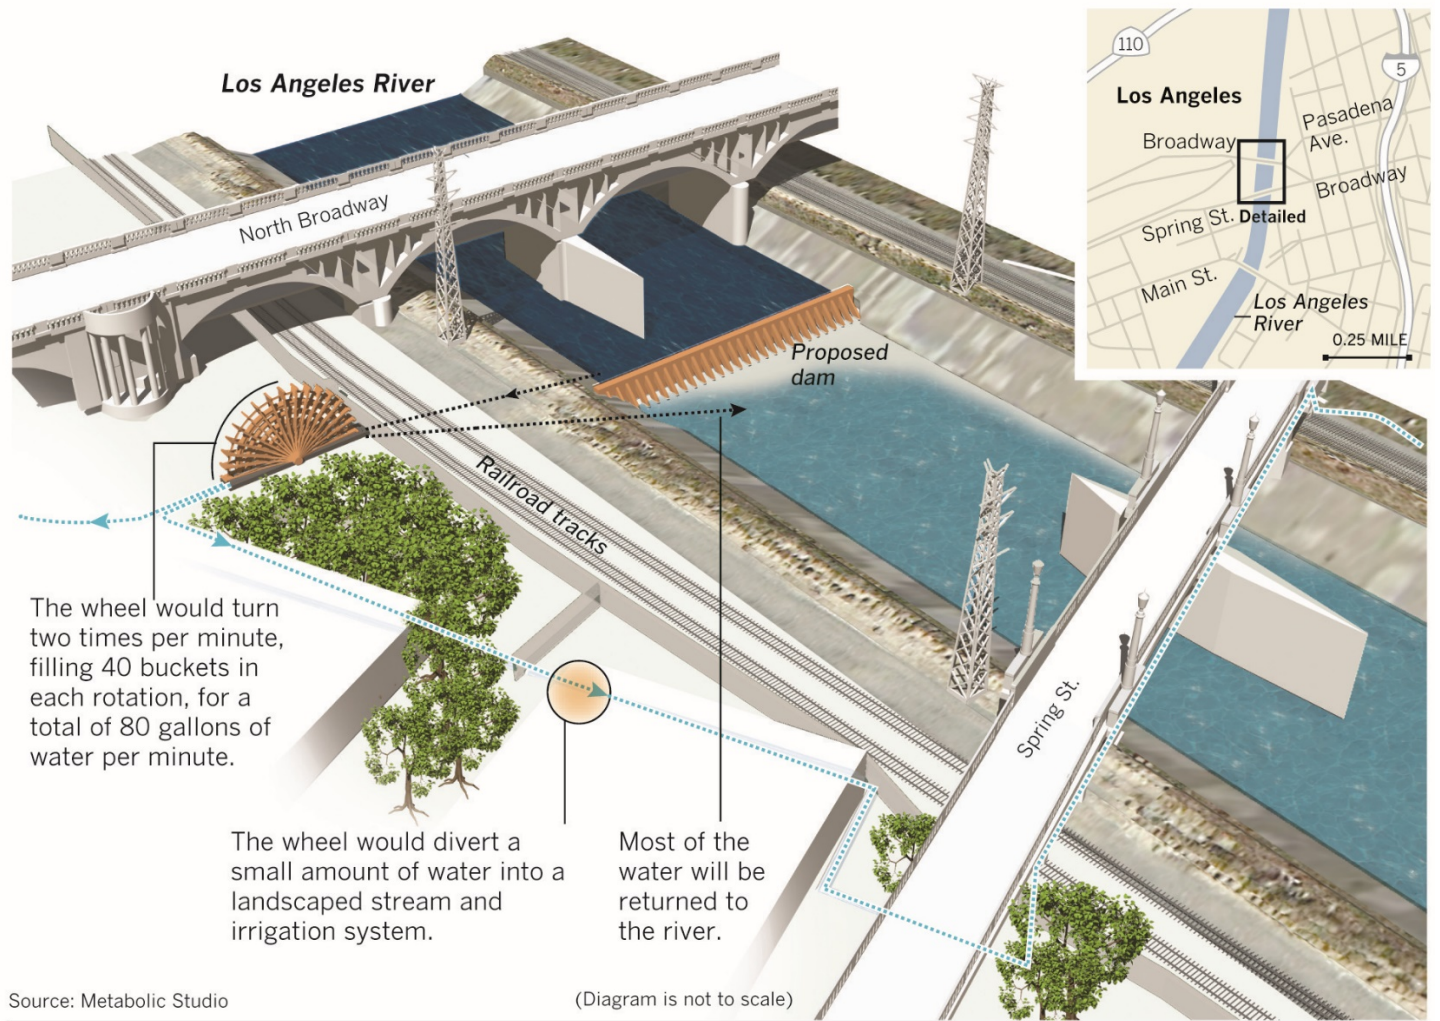 Los Angeles River
North Broadway
Proposed
dam
Railroad tracks
Spring St.
The wheel would turn
two times per minute,
filling 40 buckets in
each rotation, for a
total of 80 gallons of
water per minute.
The wheel would divert a
small amount of water into a
landscaped stream and
irrigation system.
Most of the
water will be
returned to
the river.
Source: Metabolic Studio
(Diagram is not to scale)
110
5
Los Angeles
Pasadena
Ave.
Broadway
Broadway
Spring St.
Detailed
Main St.
Los Angeles
River
0.25 MILE